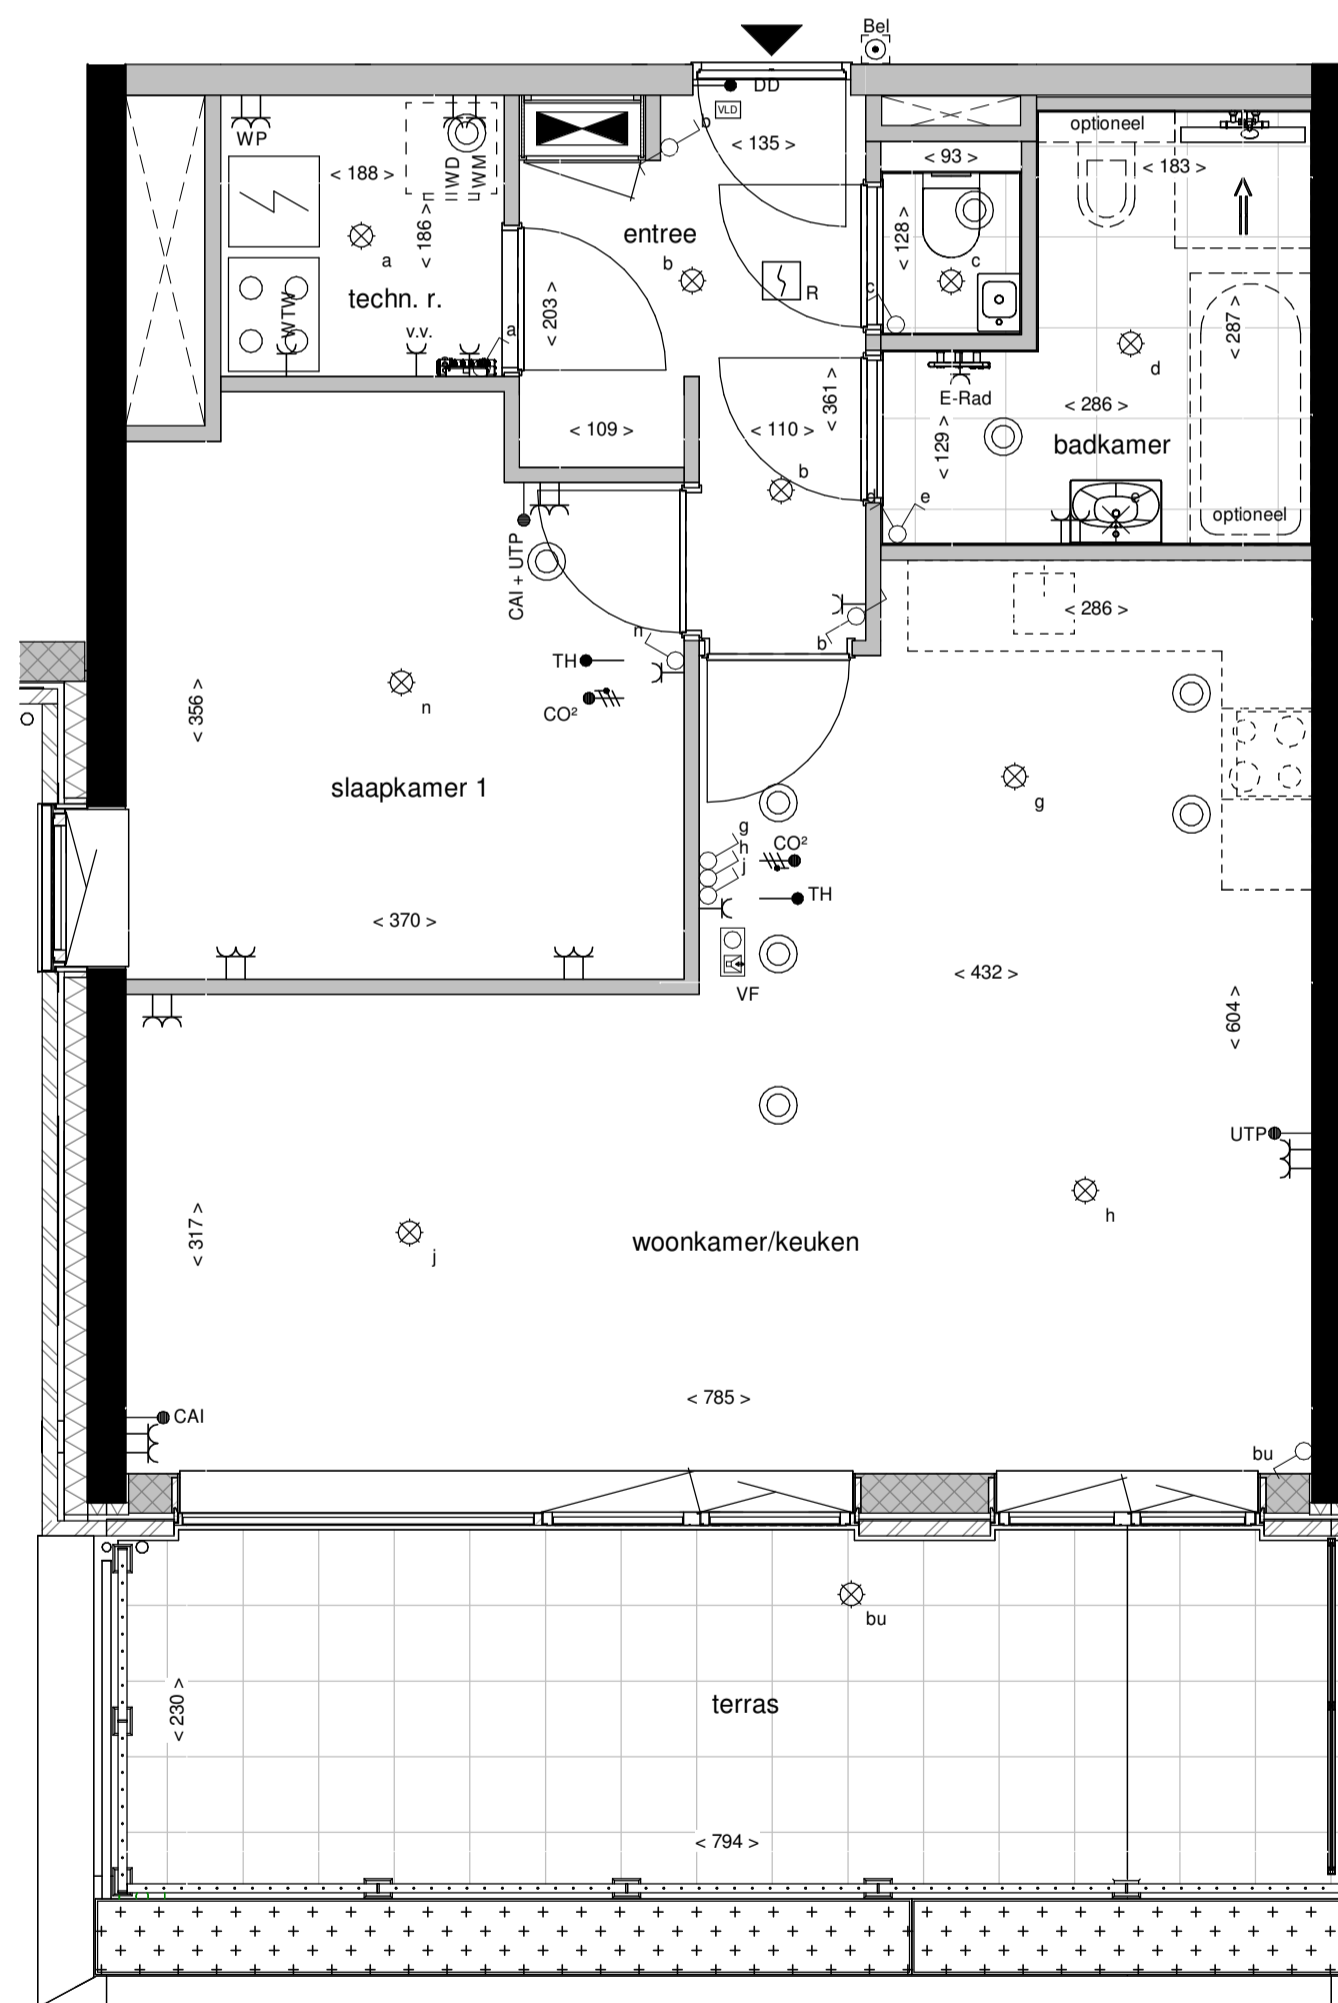 Bel
DD
VLD
b
< 135 >
WP
WD
WM
< 188 >
< 186 >
a
techn. r.
WTW
v.v.
a
entree
b
R
< 203 >
< 93 >
< 128 >
c
c
optioneel
< 183 >
< 287 >
d
E-Rad
< 286 >
< 129 >
badkamer
optioneel
e
d
e
< 361 >
< 109 >
< 110 >
b
CAI + UTP
n
b
< 286 >
TH
CO²
n
< 356 >
slaapkamer 1
g
g
h
j
CO²
TH
< 370 >
VF
< 432 >
< 604 >
UTP
h
< 317 >
j
woonkamer/keuken
< 785 >
CAI
bu
bu
terras
< 230 >
< 794 >